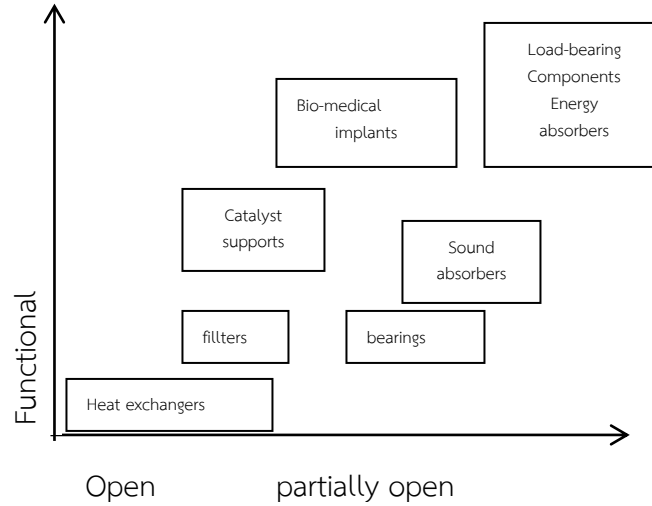 Load-bearing
Components
Energy
absorbers
Bio-medical
implants
Catalyst
supports
Sound
absorbers
fillters
bearings
Heat exchangers
Functional
Open
partially open